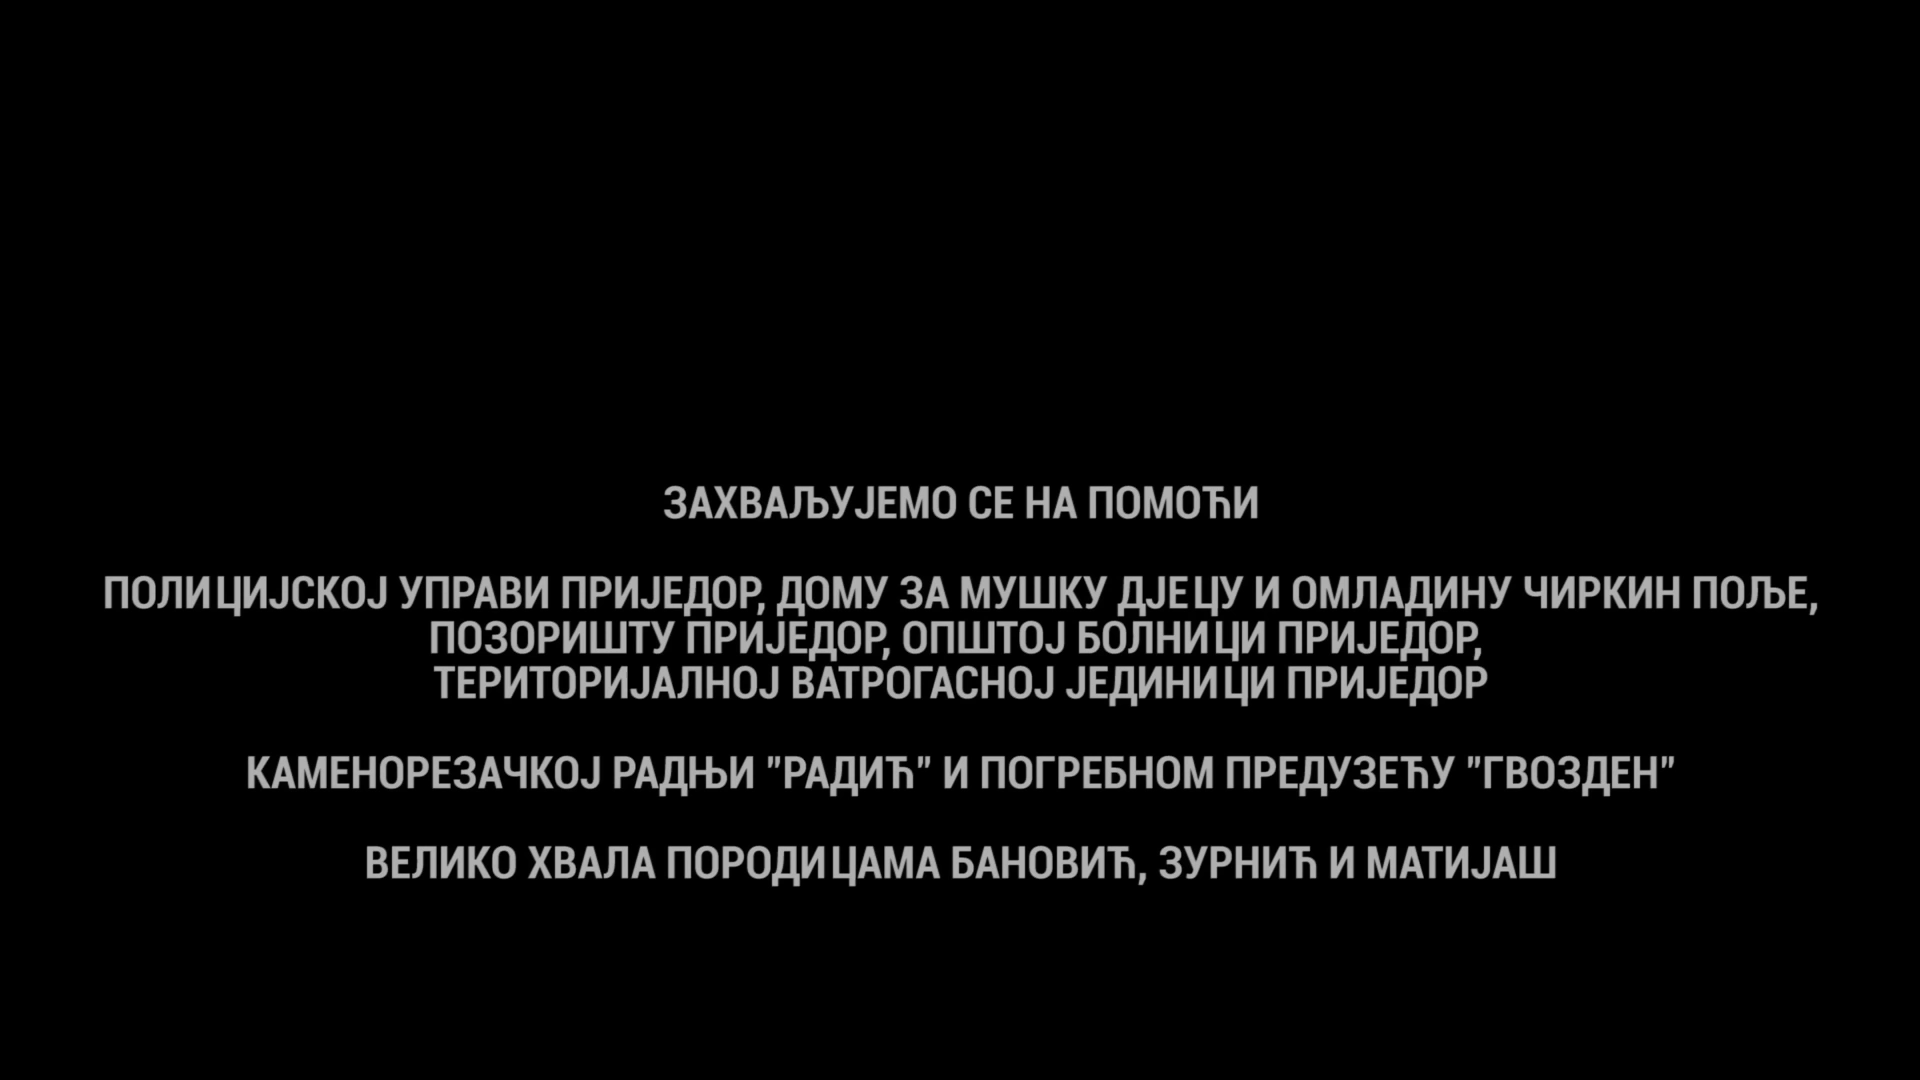 ЗАХВАЉУЈЕМО СЕ НА ПОМОЋИ
ПОЛИЦИЈСКОЈ УПРАВИ ПРИЈЕДОР, ДОМУ ЗА МУШКУ ДЈЕЦУ И ОМЛАДИНУ ЧИРКИН ПОЉЕ,
ПОЗОРИШТУ ПРИЈЕДОР, ОПШТОЈ БОЛНИЦИ ПРИЈЕДОР,
ТЕРИТОРИЈАЛНОЈ ВАТРОГАСНОЈ ЈЕДИНИЦИ ПРИЈЕДОР
КАМЕНОРЕЗАЧКОЈ РАДЊИ "РАДИЋ" И ПОГРЕБНОМ ПРЕДУЗЕЋУ "ГВОЗДЕН"
ВЕЛИКО ХВАЛА ПОРОДИЦАМА БАНОВИЋ, ЗУРНИЋ И МАТИЈАШ